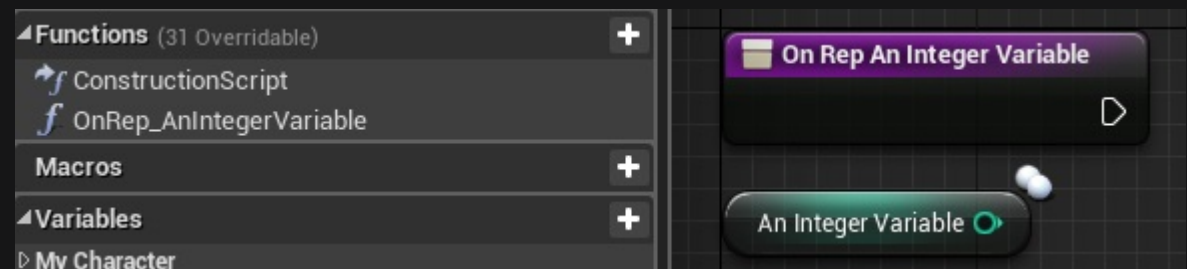 Functions (31 Overridable)
ConstructionScript
OnRep_AnIntegerVariable
Macros
Variables
My Character
On Rep An Integer Variable
An Integer Variable